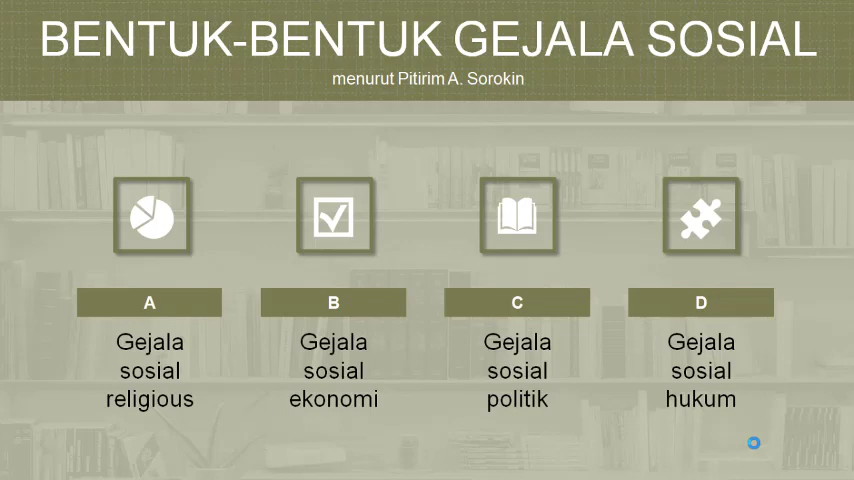 BENTUK-BENTUK GEJALA SOSIAL
menurut Pitirim A. Sorokin
A
B
C
D
Gejala
sosial
religious
Gejala
sosial
ekonomi
Gejala
sosial
politik
Gejala
sosial
hukum